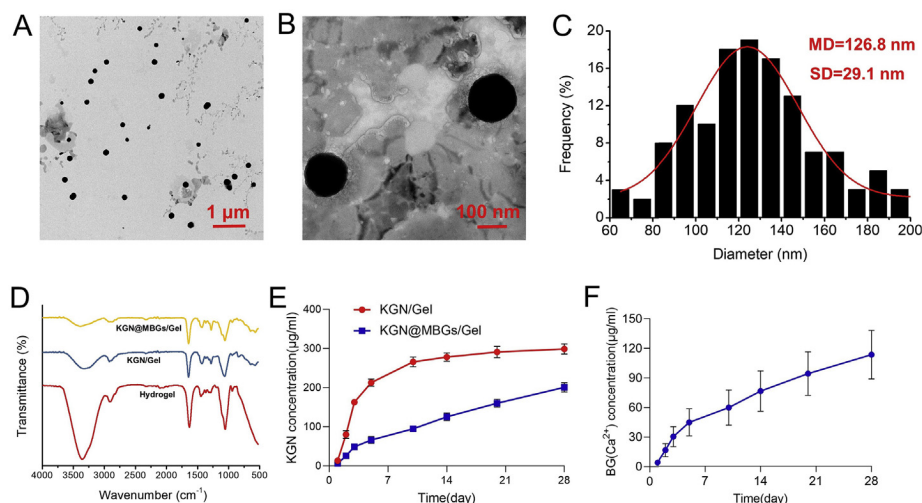 A
1 μm
B
100 nm
C
MD=126.8 nm
SD=29.1 nm
Frequency (%)
20
16
12
8
4
0
60 80 100 120 140 160 180 200
Diameter (nm)
D
KGN@MBGs/Gel
KGN/Gel
Hydrogel
Transmittance (%)
4000 3500 3000 2500 2000 1500 1000 500
Wavenumber (cm⁻¹)
E
KGN/Gel
KGN@MBGs/Gel
KGN concentration(μg/ml)
400
300
200
100
0
0 7 14 21 28
Time(day)
F
BG(Ca²⁺) concentration(μg/ml)
150
120
90
60
30
0
0 7 14 21 28
Time(day)